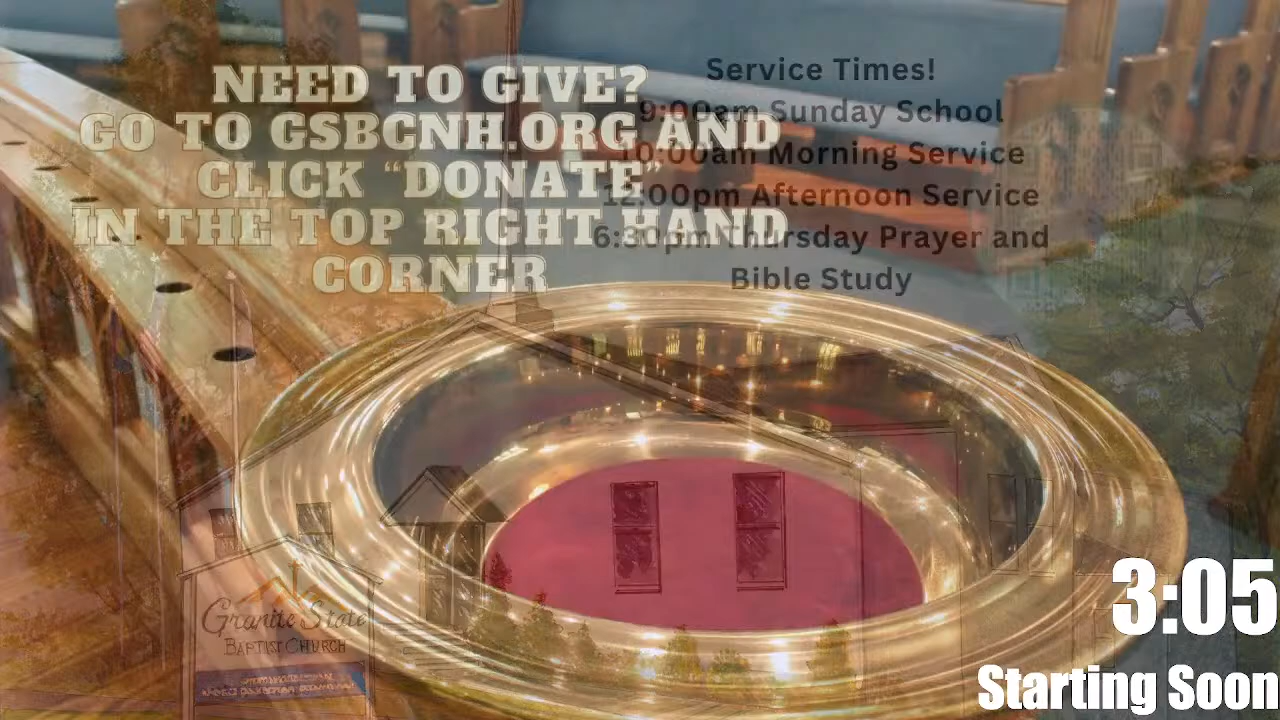 NEED TO GIVE?
GO TO GSBCNH.ORG AND
CLICK “DONATE”
IN THE TOP RIGHT HAND
CORNER
Service Times!
9:00am Sunday School
10:00am Morning Service
12:00pm Afternoon Service
6:30pm Thursday Prayer and
Bible Study
Granite State
BAPTIST CHURCH
3:05
Starting Soon